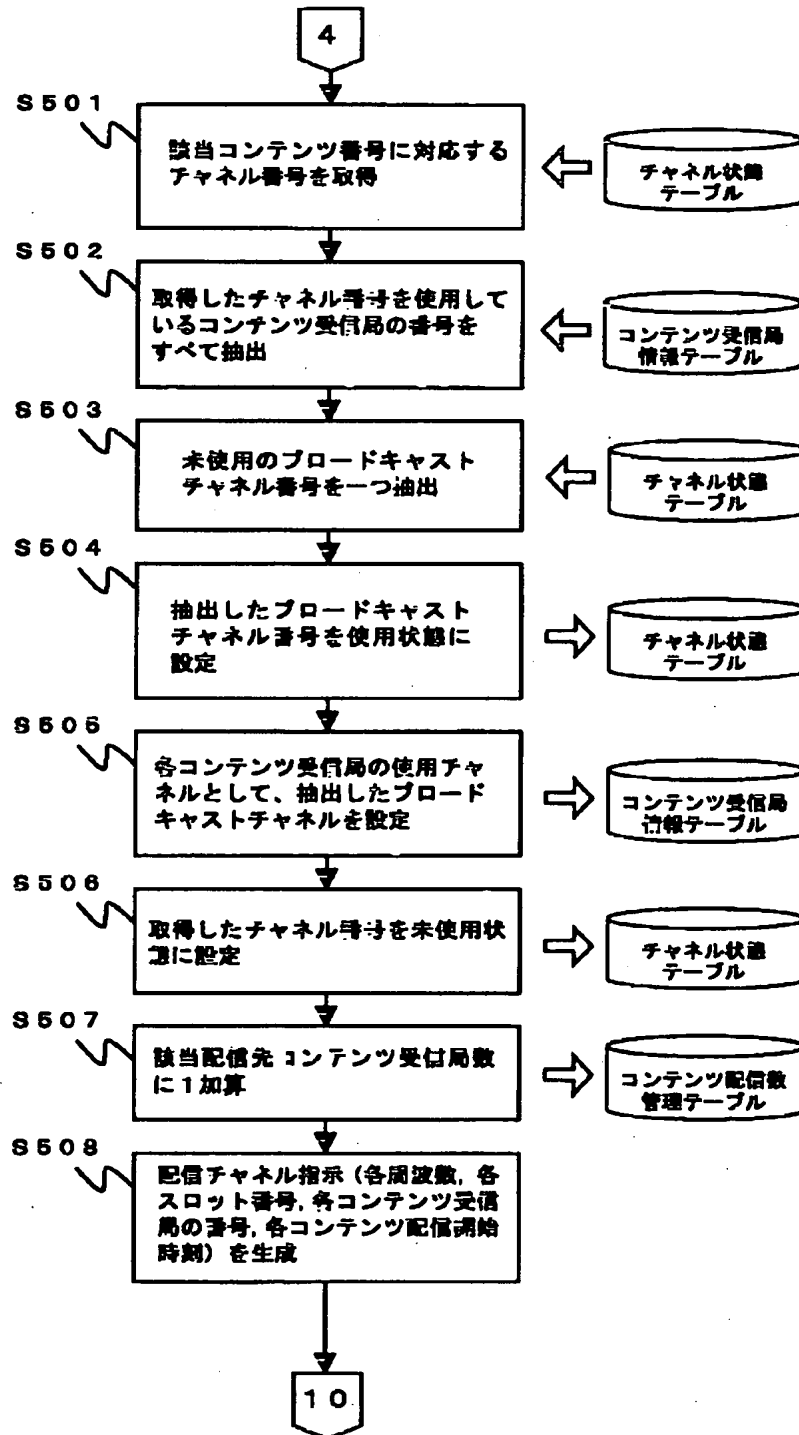 4
S501
該当コンテンツ番号に対応する
チャネル番号を取得
チャネル状態
テーブル
S502
取得したチャネル番号を使用して
いるコンテンツ受信局の番号を
すべて抽出
コンテンツ受信局
情報テーブル
S503
未使用のブロードキャスト
チャネル番号を一つ抽出
チャネル状態
テーブル
S504
抽出したブロードキャスト
チャネル番号を使用状態に
設定
チャネル状態
テーブル
S505
各コンテンツ受信局の使用チャ
ネルとして、抽出したブロード
キャストチャネルを設定
コンテンツ受信局
情報テーブル
S506
取得したチャネル番号を未使用状
態に設定
チャネル状態
テーブル
S507
該当配信先コンテンツ受信局数
に1加算
コンテンツ配信数
管理テーブル
S508
配信チャネル指示（各周波数，各
スロット番号，各コンテンツ受信
局の番号，各コンテンツ配信開始
時刻）を生成
10